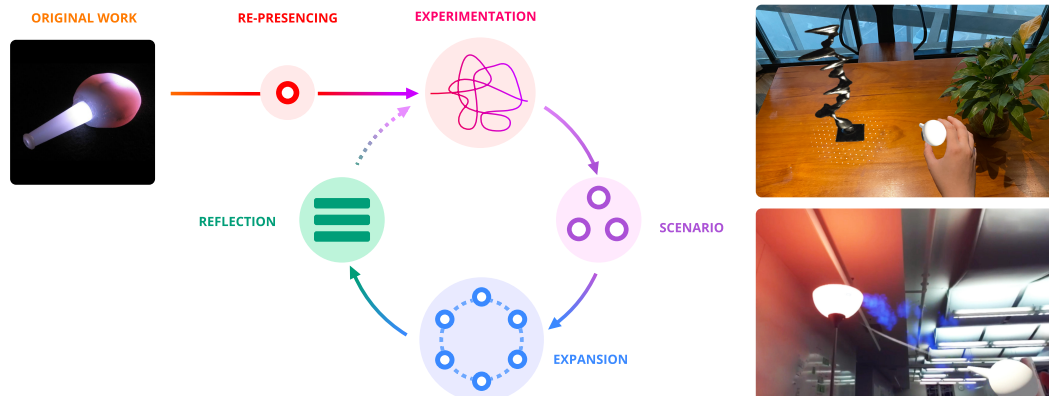 ORIGINAL WORK
RE-PRESENCING
EXPERIMENTATION
REFLECTION
SCENARIO
EXPANSION